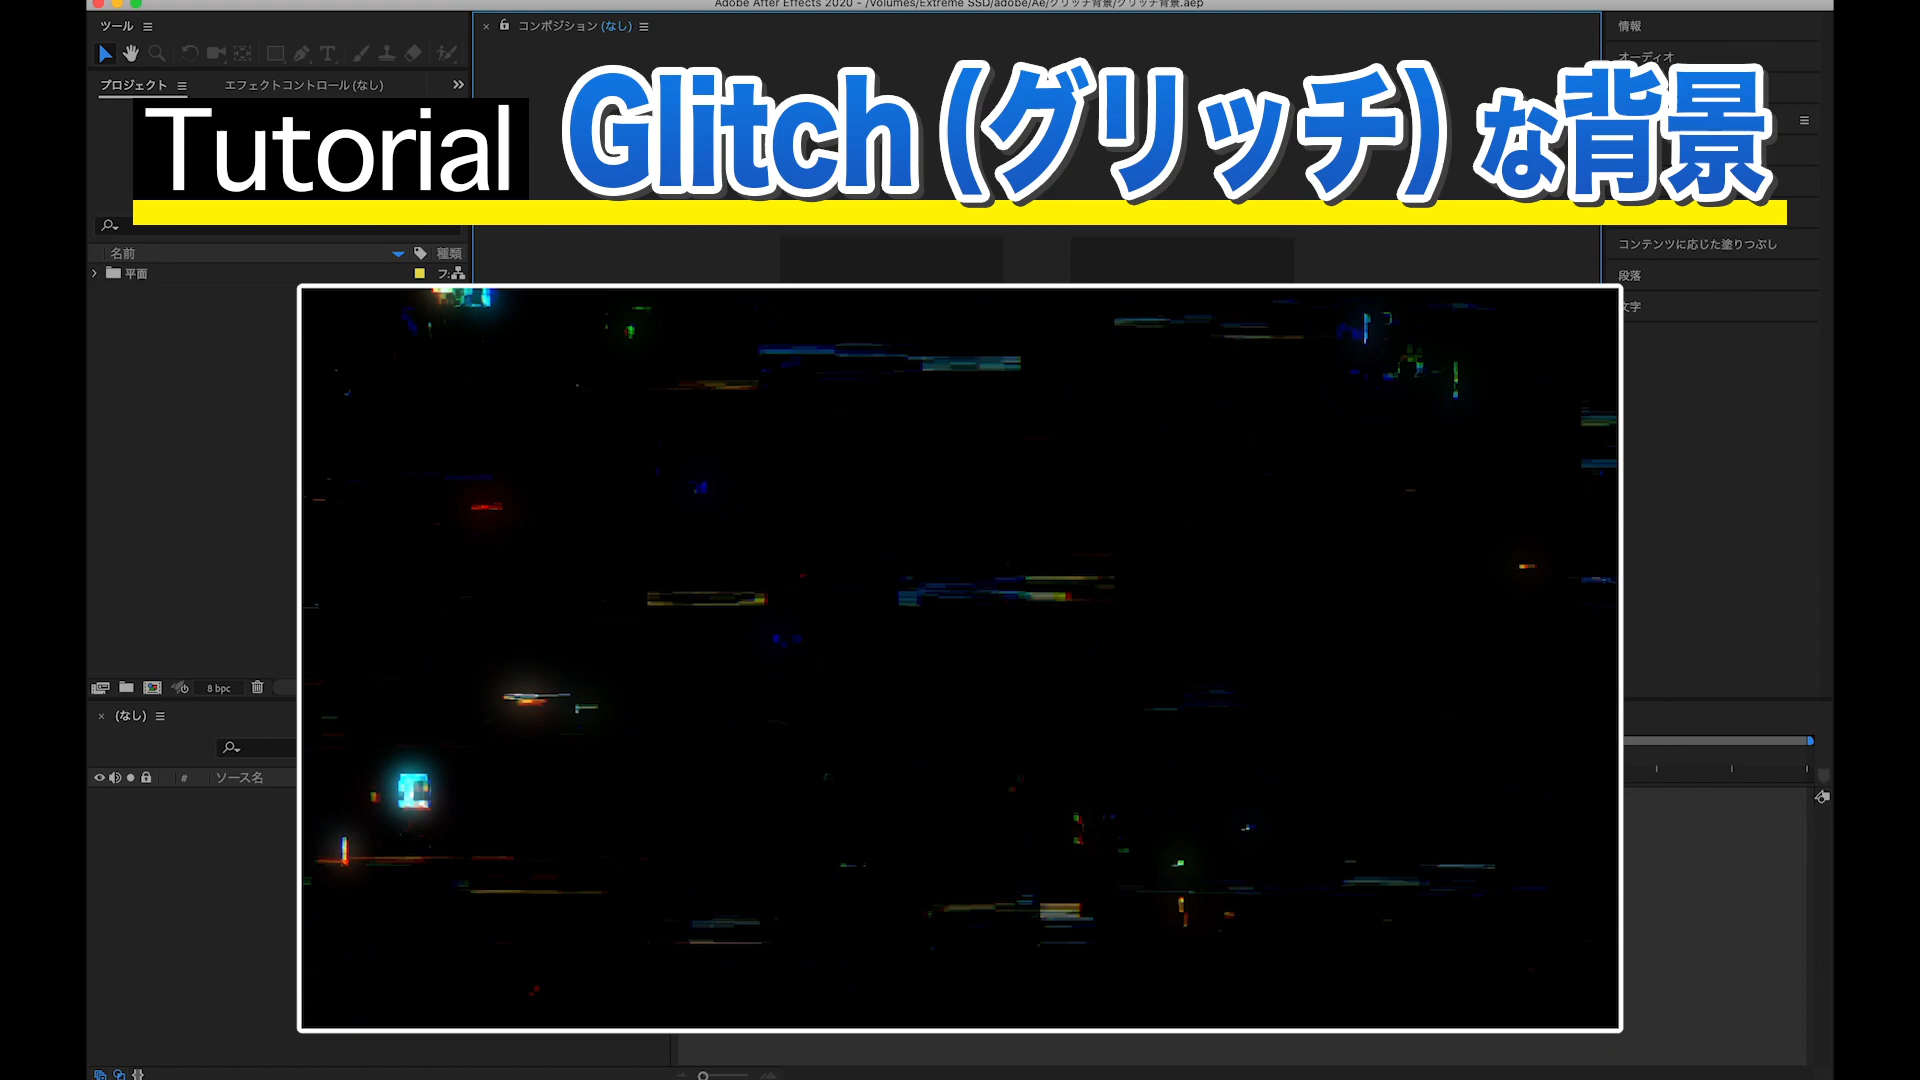 Adobe After Effects 2020 - /Volumes/Extreme SSD/adobe/Ae/グリッチ背景/グリッチ背景.aep
ツール
コンポジション (なし)
情報
オーディオ
プロジェクト
エフェクトコントロール (なし)
Tutorial
Glitch (グリッチ) な背景
名前
種類
平面
フ:
コンテンツに応じた塗りつぶし
段落
文字
8 bpc
(なし)
# ソース名